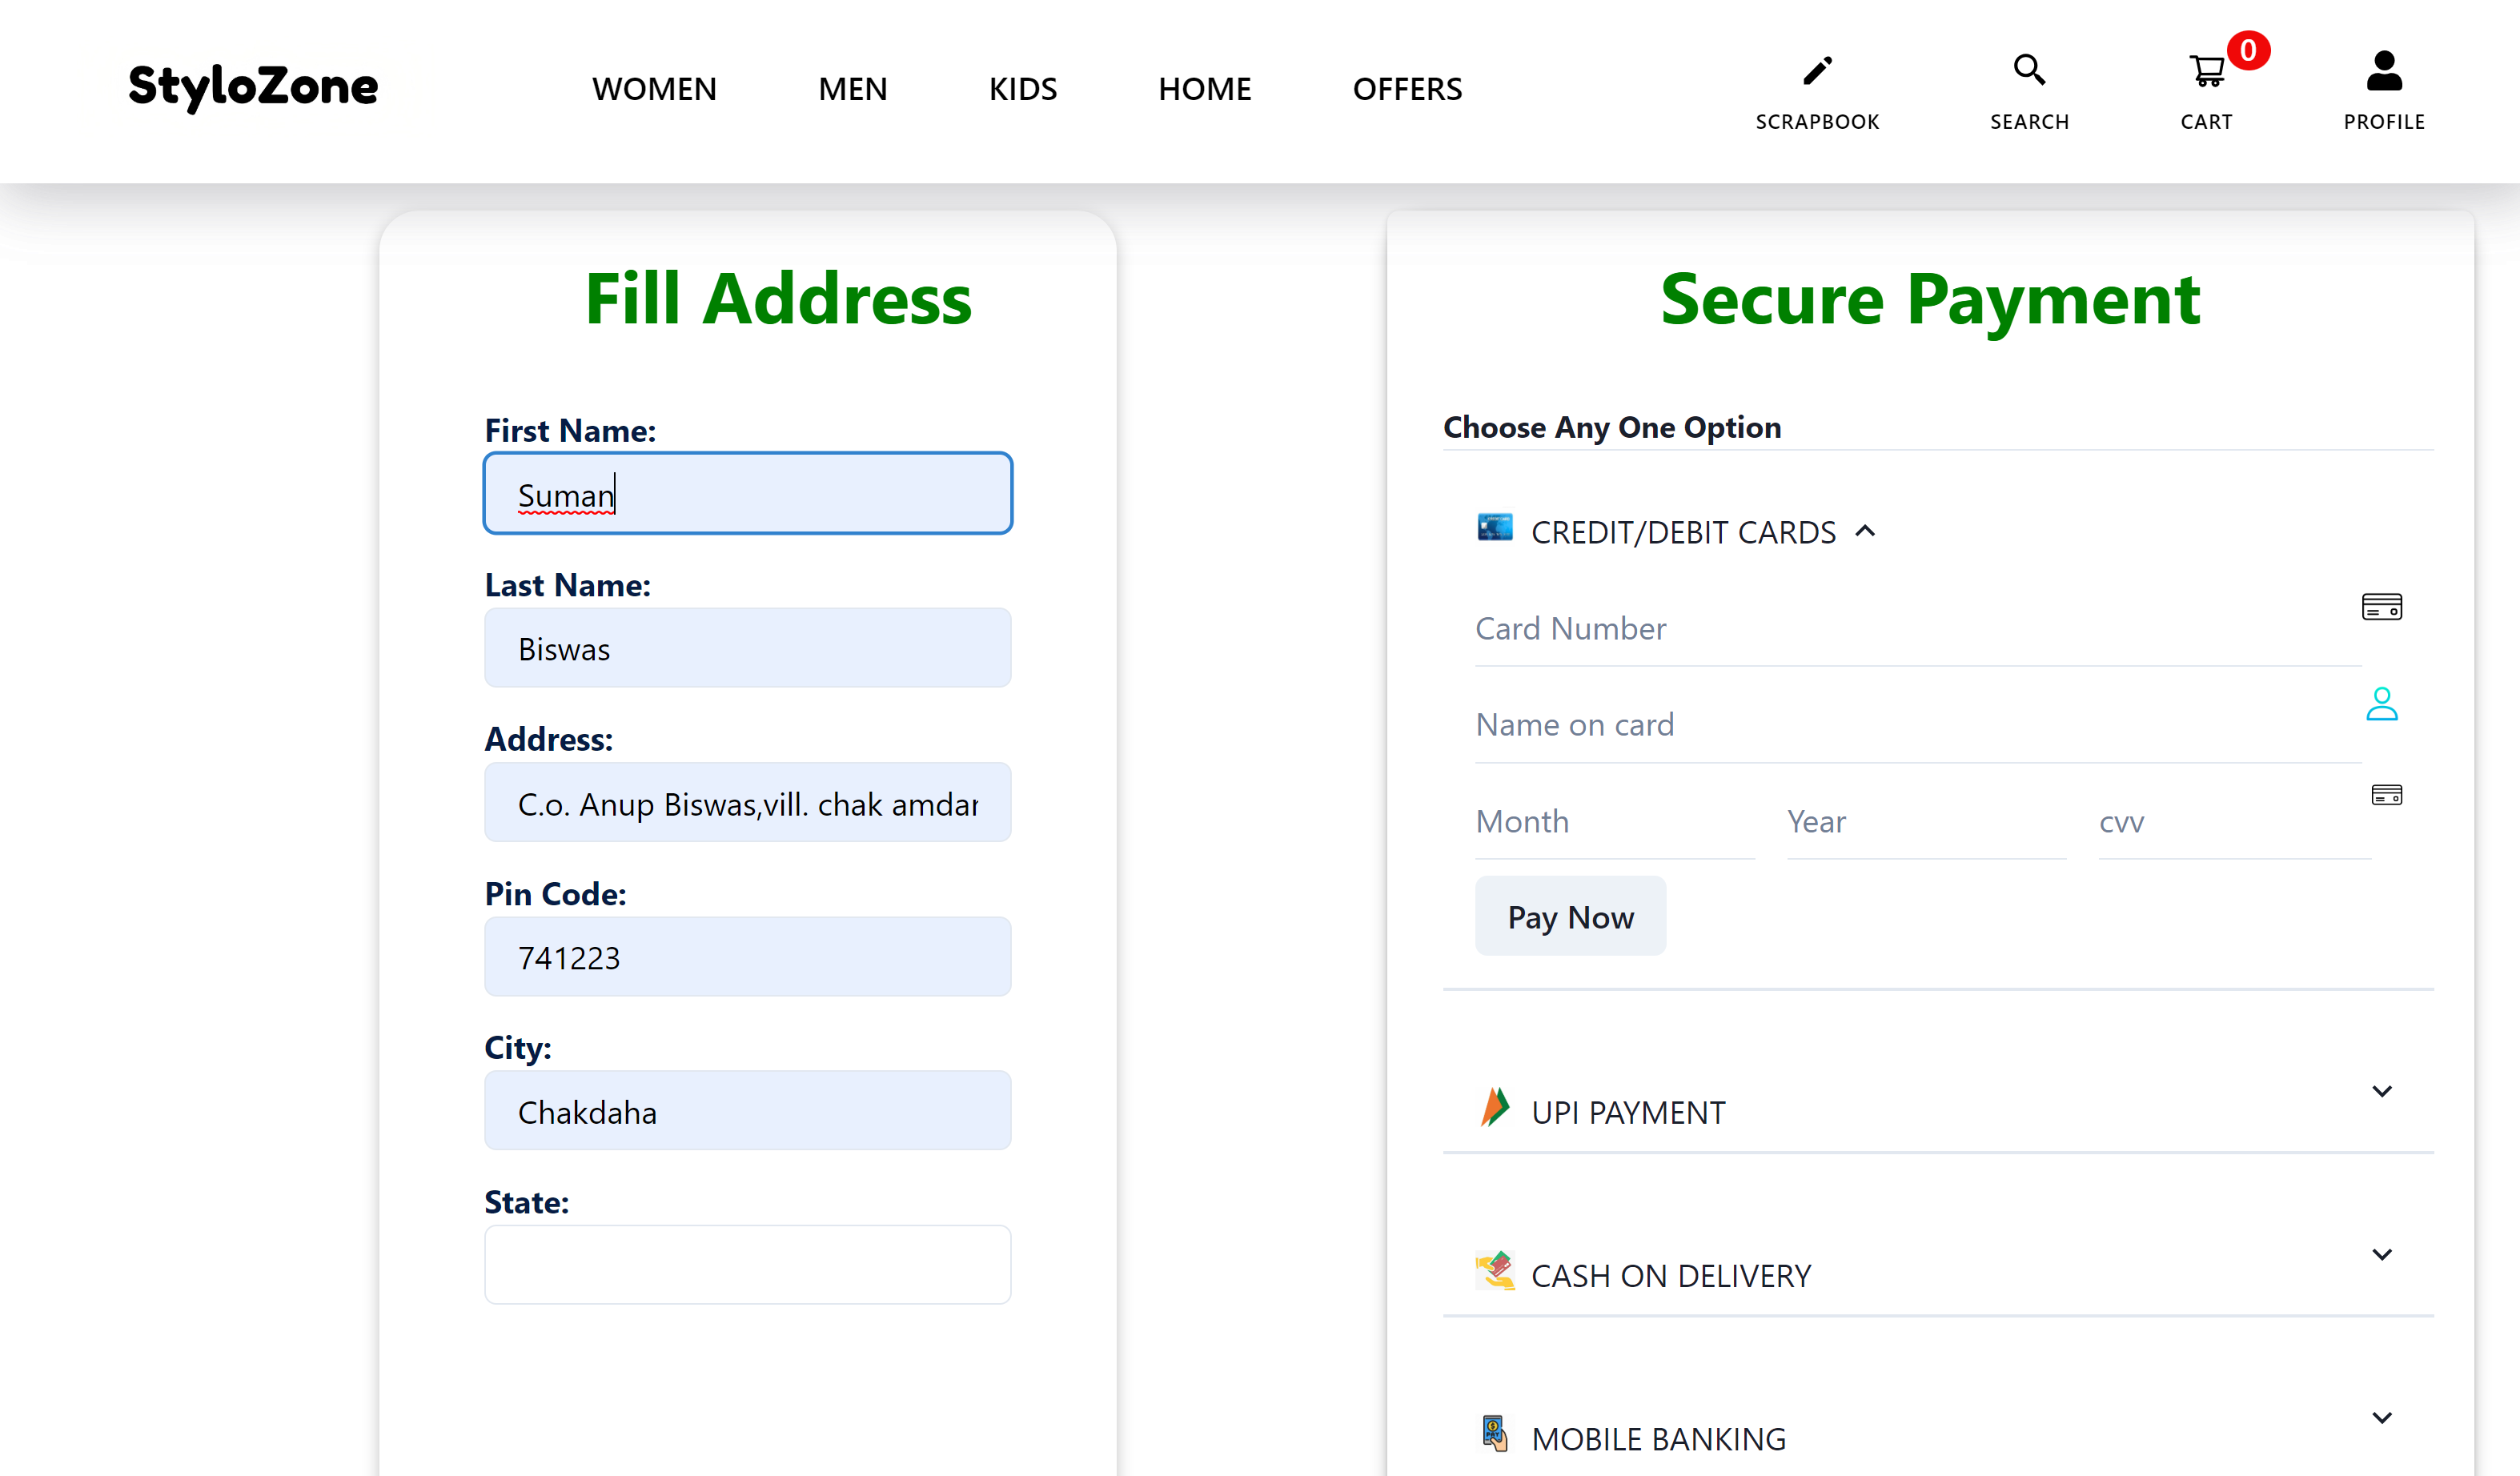 StyloZone
WOMEN MEN KIDS HOME OFFERS
SCRAPBOOK SEARCH 0 CART PROFILE
Fill Address
First Name:
Suman
Last Name:
Biswas
Address:
C.o. Anup Biswas,vill. chak
Pin Code:
741223
City:
Chakdaha
State:
Secure Payment
Choose Any One Option
CREDIT/DEBIT CARDS
Card Number
Name on card
Month Year cvv
Pay Now
UPI PAYMENT
CASH ON DELIVERY
MOBILE BANKING